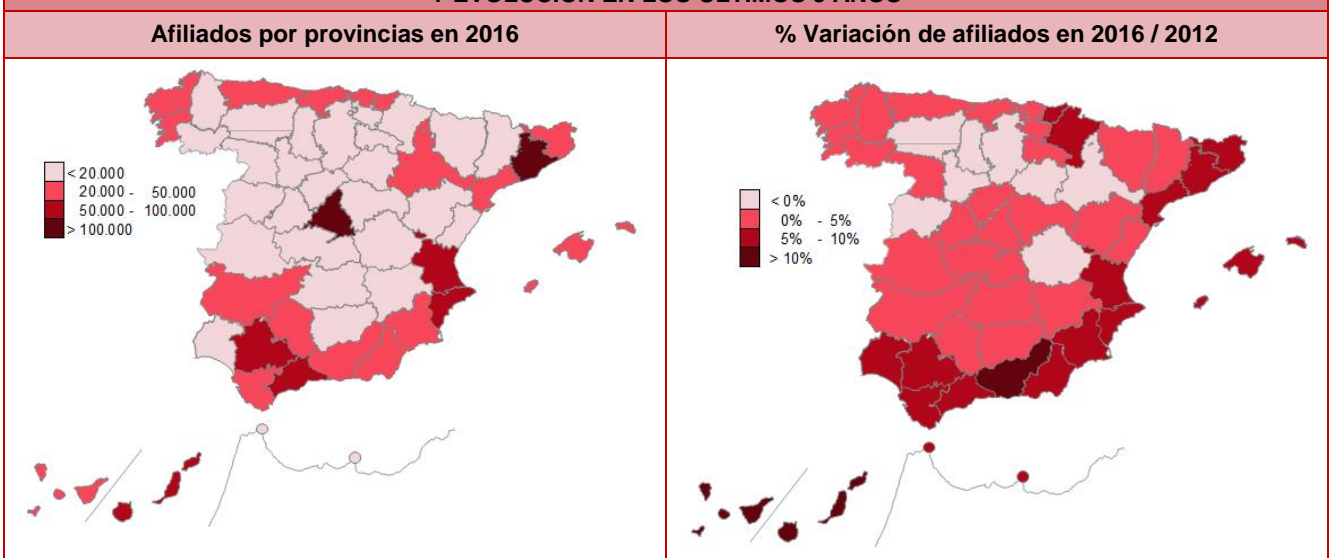 Afiliados por provincias en 2016
% Variación de afiliados en 2016 / 2012
< 20.000
20.000 - 50.000
50.000 - 100.000
> 100.000
< 0%
0% - 5%
5% - 10%
> 10%